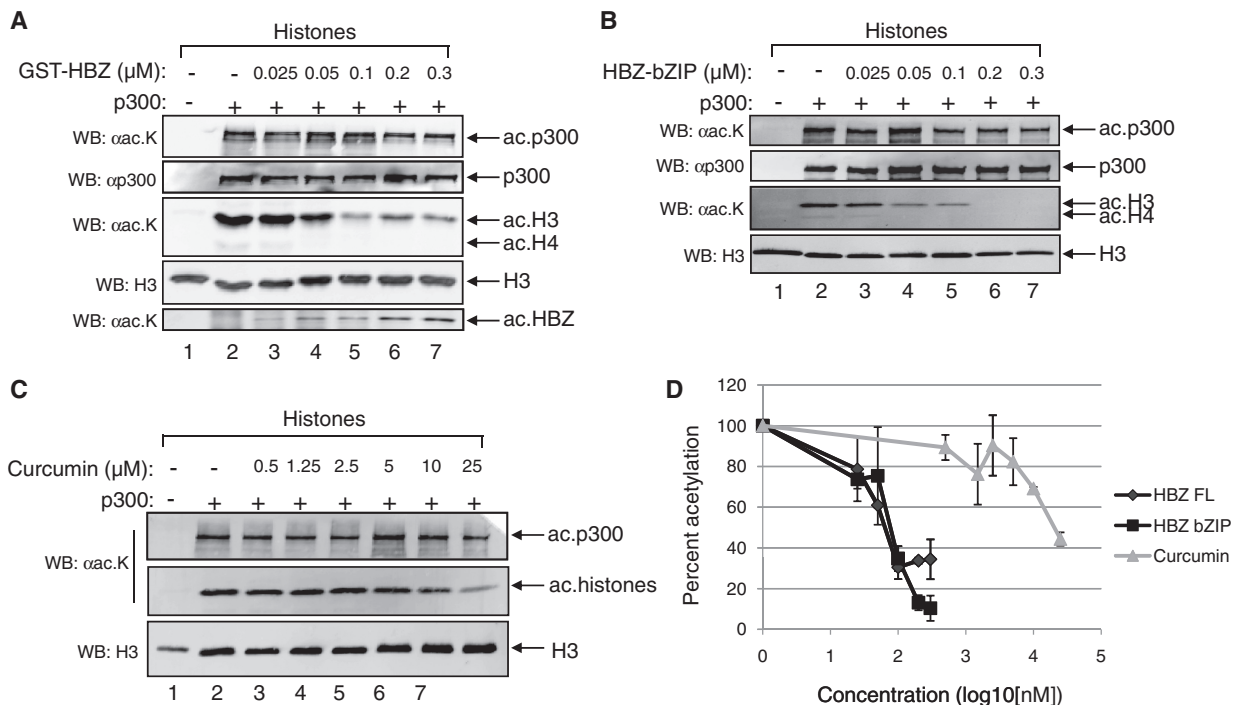 A
Histones
GST-HBZ (µM): - - 0.025 0.05 0.1 0.2 0.3
p300: - + + + + + +
WB: αac.K ac.p300
WB: αp300 p300
WB: αac.K ac.H3
ac.H4
WB: H3 H3
WB: αac.K ac.HBZ
1 2 3 4 5 6 7
B
Histones
HBZ-bZIP (µM): - - 0.025 0.05 0.1 0.2 0.3
p300: - + + + + + +
WB: αac.K ac.p300
WB: αp300 p300
WB: αac.K ac.H3
ac.H4
WB: H3 H3
1 2 3 4 5 6 7
C
Histones
Curcumin (µM): - - 0.5 1.25 2.5 5 10 25
p300: - + + + + + + +
WB: αac.K ac.p300
ac.histones
WB: H3 H3
1 2 3 4 5 6 7
D
Percent acetylation
120
100
80
60
40
20
0
0 1 2 3 4 5
Concentration (log10[nM])
HBZ FL
HBZ bZIP
Curcumin